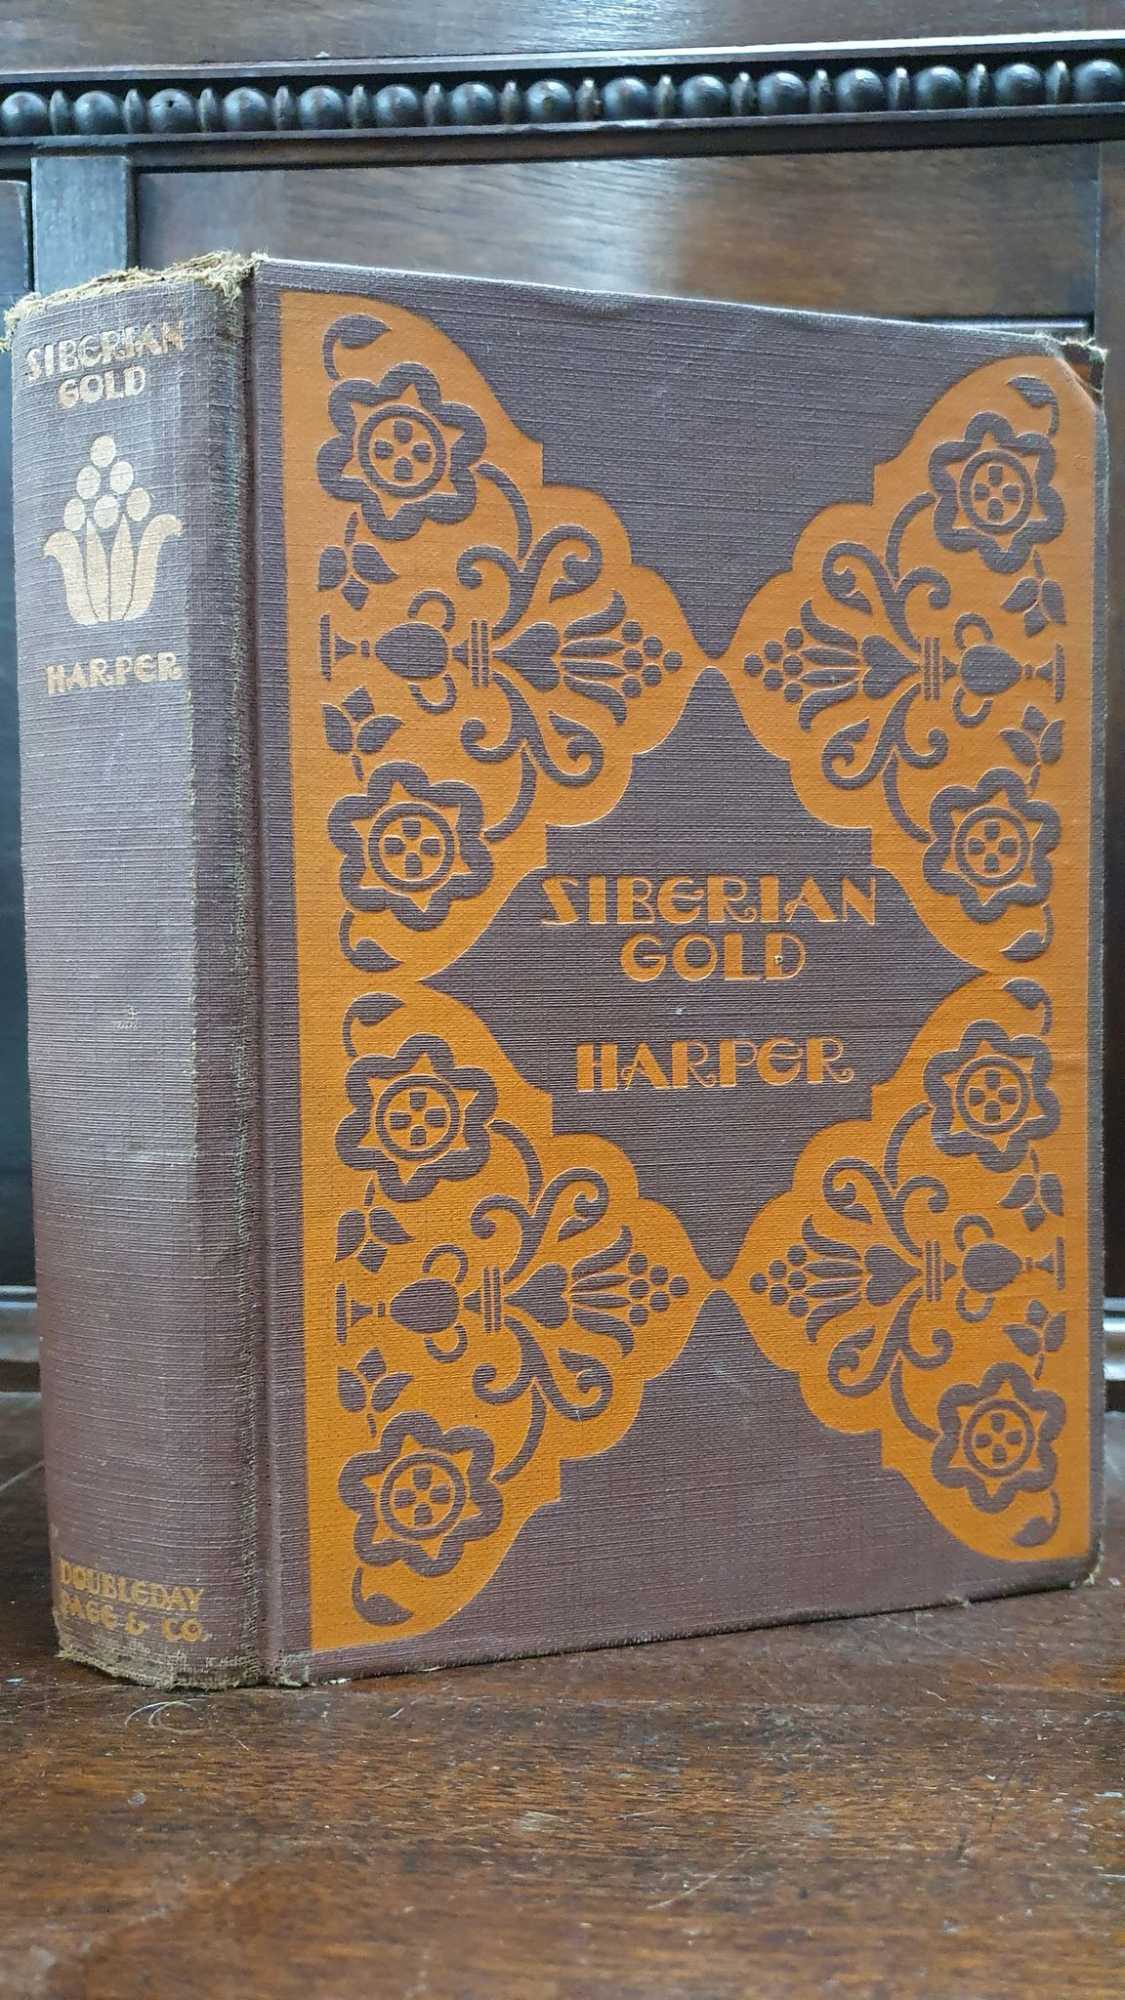 SIBERIAN
GOLD
HARPER
DOUBLEDAY
PAGE & CO.
SIBERIAN
GOLD
HARPER